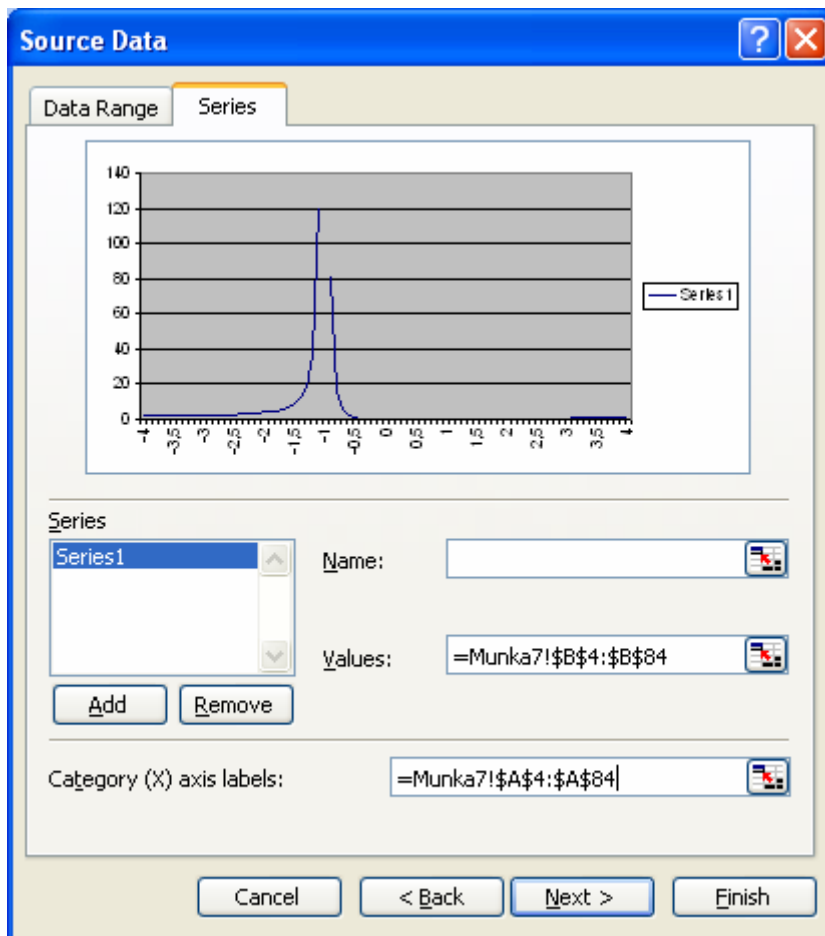 Source Data
Data Range
Series
140
120
100
80
60
40
20
0
-4
-3,5
-3
-2,5
-2
-1,5
-1
-0,5
0
0,5
1
1,5
2
2,5
3
3,5
4
Series1
Series
Series1
Name:
Values:
=Munka7!$B$4:$B$84
Add
Remove
Category (X) axis labels:
=Munka7!$A$4:$A$84
Cancel
< Back
Next >
Finish